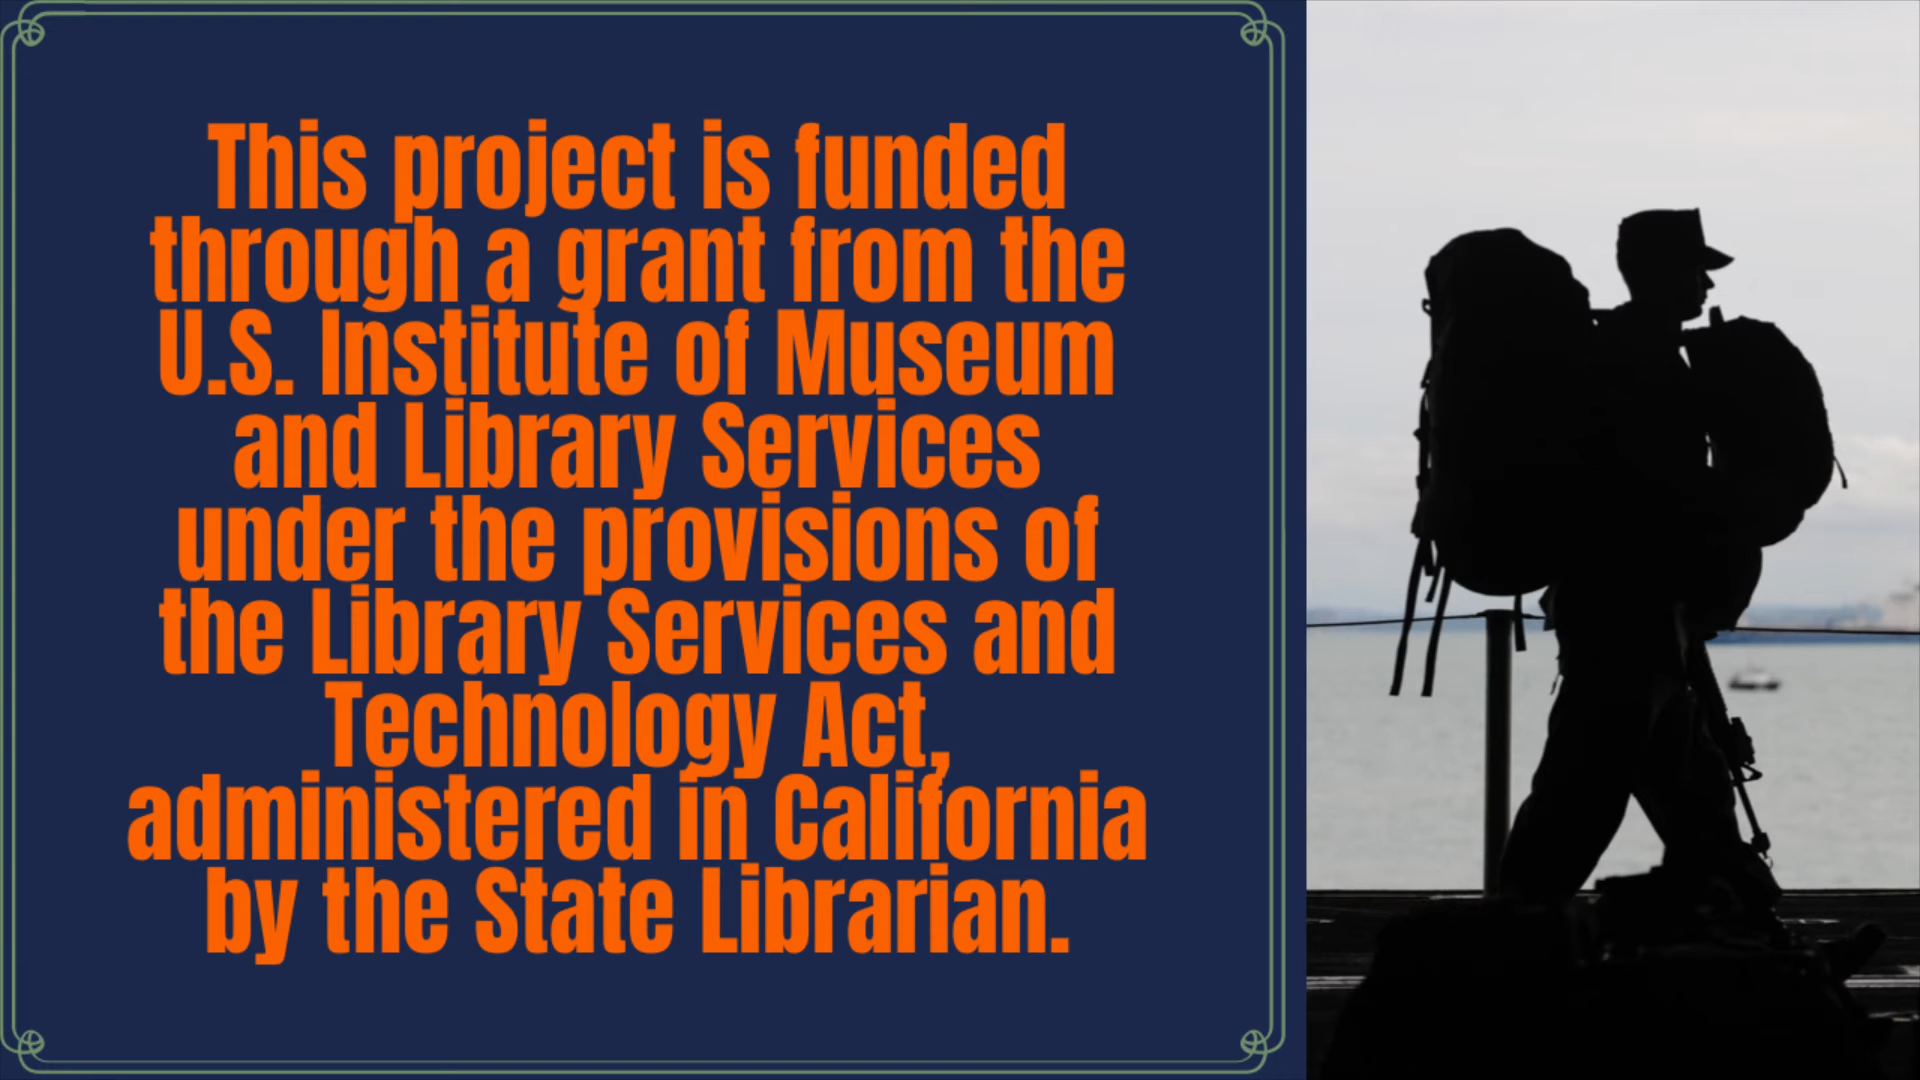 This project is funded
through a grant from the
U.S. Institute of Museum
and Library Services
under the provisions of
the Library Services and
Technology Act,
administered in California
by the State Librarian.